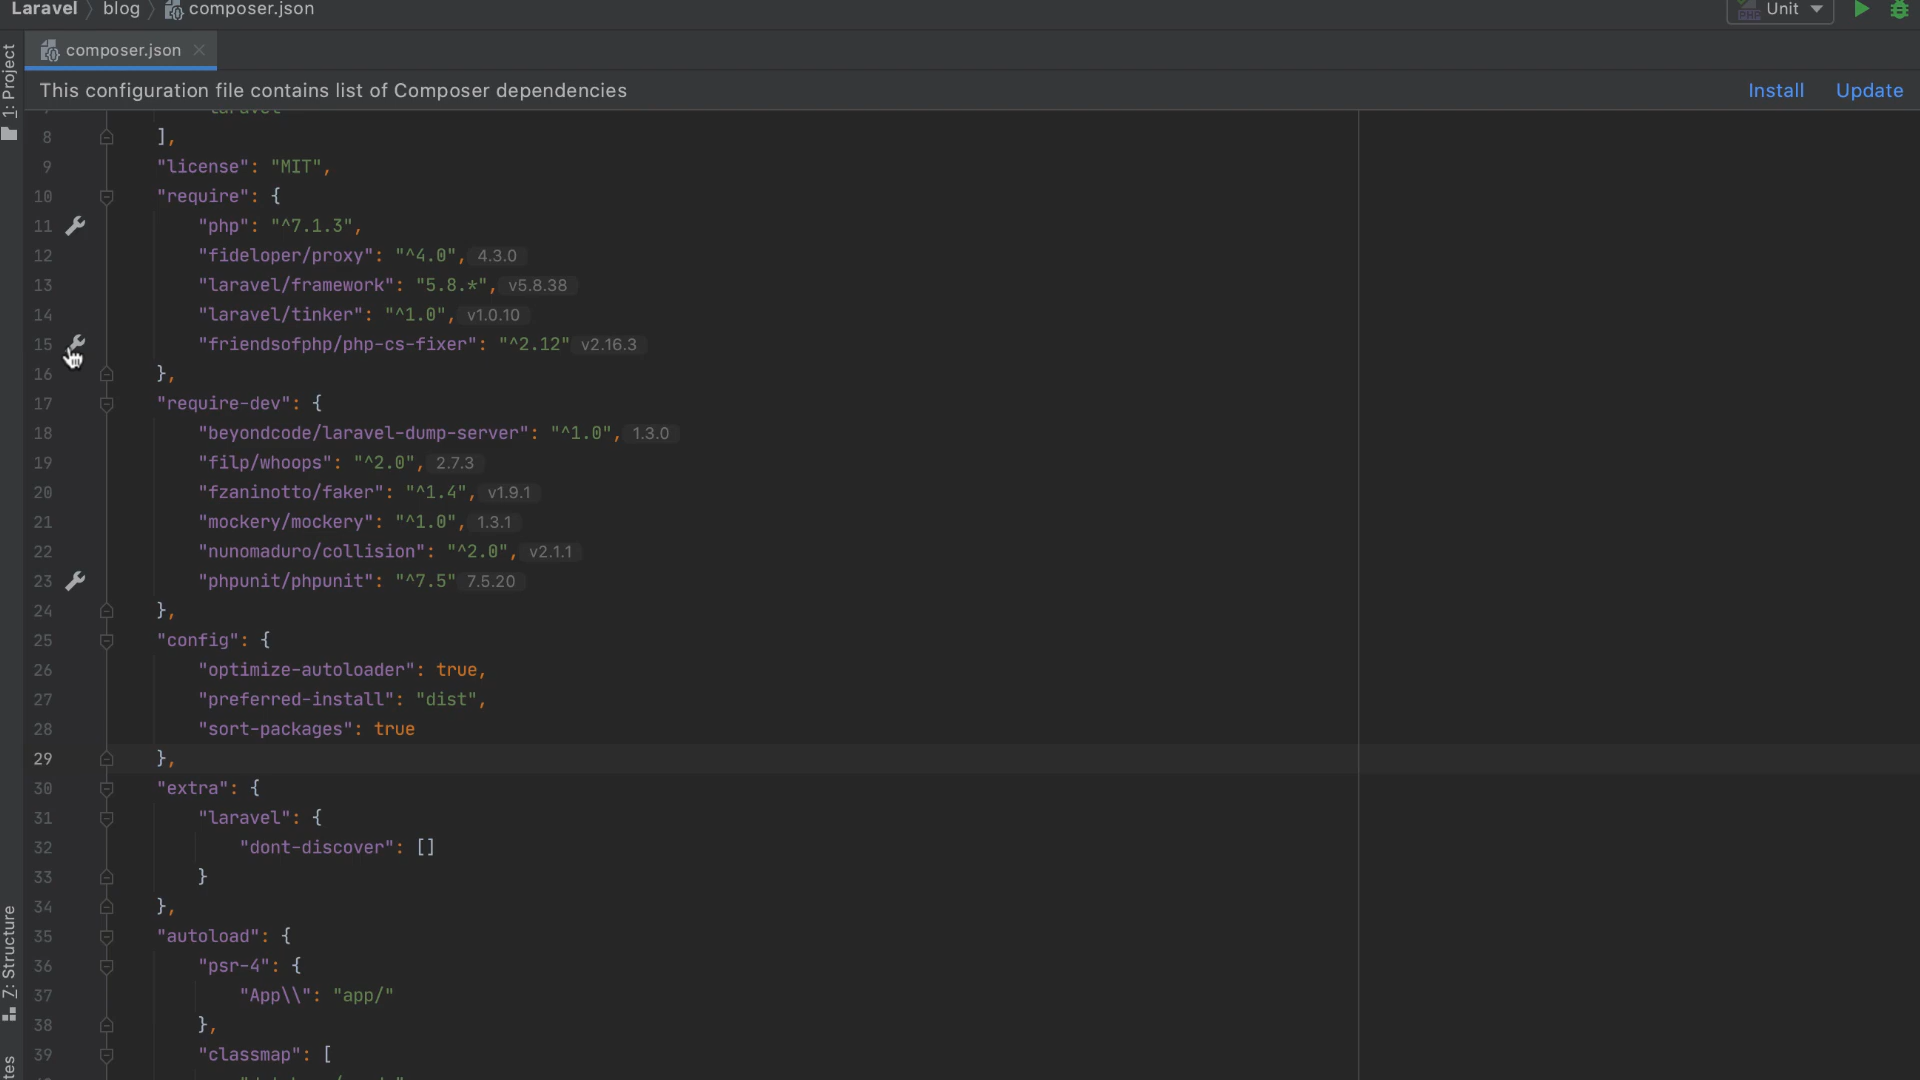 Laravel blog composer.json Unit
composer.json
This configuration file contains list of Composer dependencies Install Update
1: Project
8 ],
9 "license": "MIT",
10 "require": {
11 "php": "^7.1.3",
12 "fideloper/proxy": "^4.0", 4.3.0
13 "laravel/framework": "5.8.*", v5.8.38
14 "laravel/tinker": "^1.0", v1.0.10
15 "friendsofphp/php-cs-fixer": "^2.12" v2.16.3
16 },
17 "require-dev": {
18 "beyondcode/laravel-dump-server": "^1.0", 1.3.0
19 "filp/whoops": "^2.0", 2.7.3
20 "fzaninotto/faker": "^1.4", v1.9.1
21 "mockery/mockery": "^1.0", 1.3.1
22 "nunomaduro/collision": "^2.0", v2.1.1
23 "phpunit/phpunit": "^7.5" 7.5.20
24 },
25 "config": {
26 "optimize-autoloader": true,
27 "preferred-install": "dist",
28 "sort-packages": true
29 },
30 "extra": {
31 "laravel": {
32 "dont-discover": []
33 }
34 },
35 "autoload": {
36 "psr-4": {
37 "App\\": "app/"
38 },
39 "classmap": [
Z: Structure